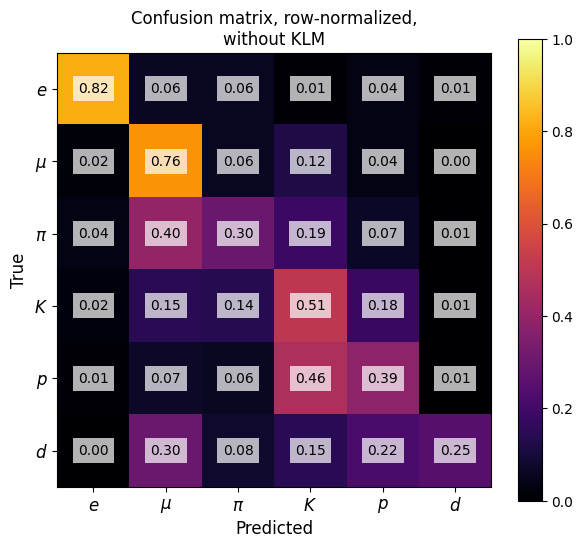 Confusion matrix, row-normalized,
without KLM
1.0
e 0.82 0.06 0.06 0.01 0.04 0.01
μ 0.02 0.76 0.06 0.12 0.04 0.00
0.8
π 0.04 0.40 0.30 0.19 0.07 0.01
0.6
True
K 0.02 0.15 0.14 0.51 0.18 0.01
0.4
p 0.01 0.07 0.06 0.46 0.39 0.01
0.2
d 0.00 0.30 0.08 0.15 0.22 0.25
0.0
e μ π K p d
Predicted